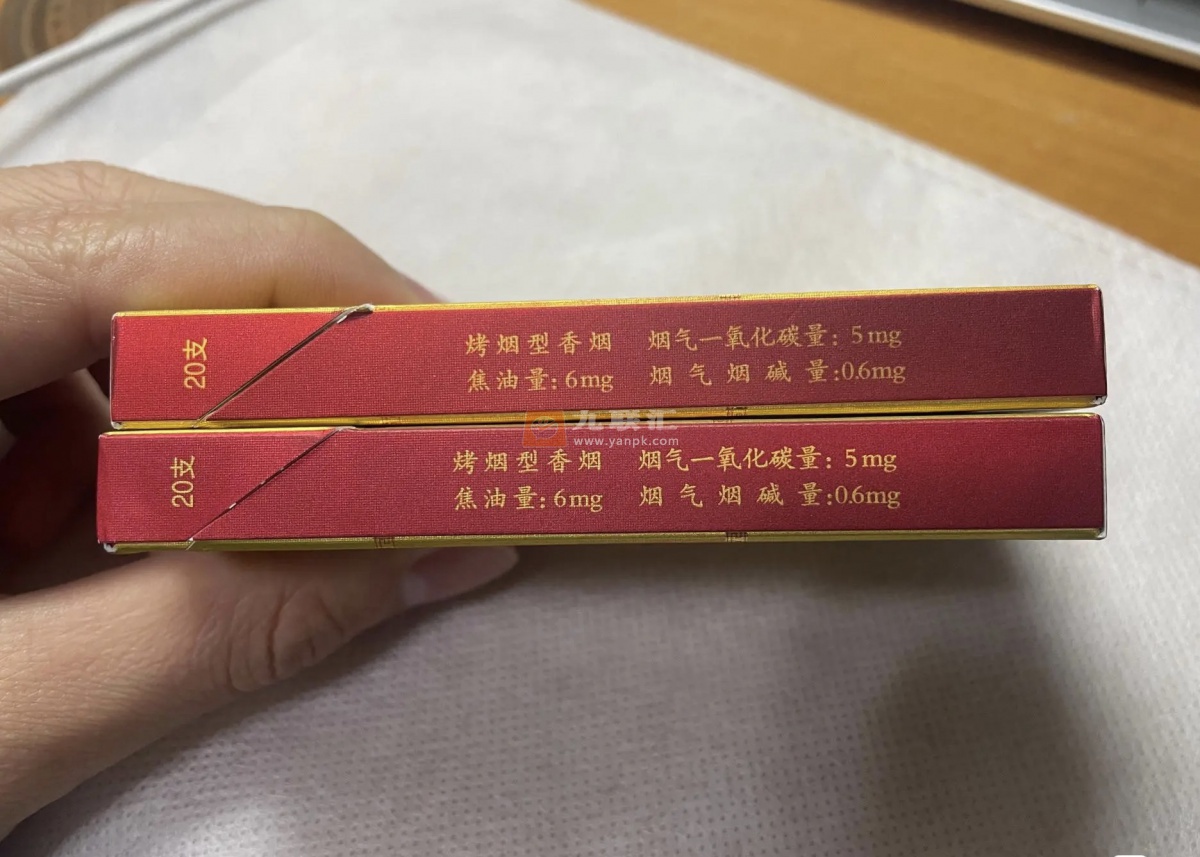 20支
烤烟型香烟 烟气一氧化碳量: 5mg
焦油量: 6mg 烟气烟碱量:0.6mg
九联汇
www.yanpk.com
20支
烤烟型香烟 烟气一氧化碳量: 5mg
焦油量: 6mg 烟气烟碱量:0.6mg